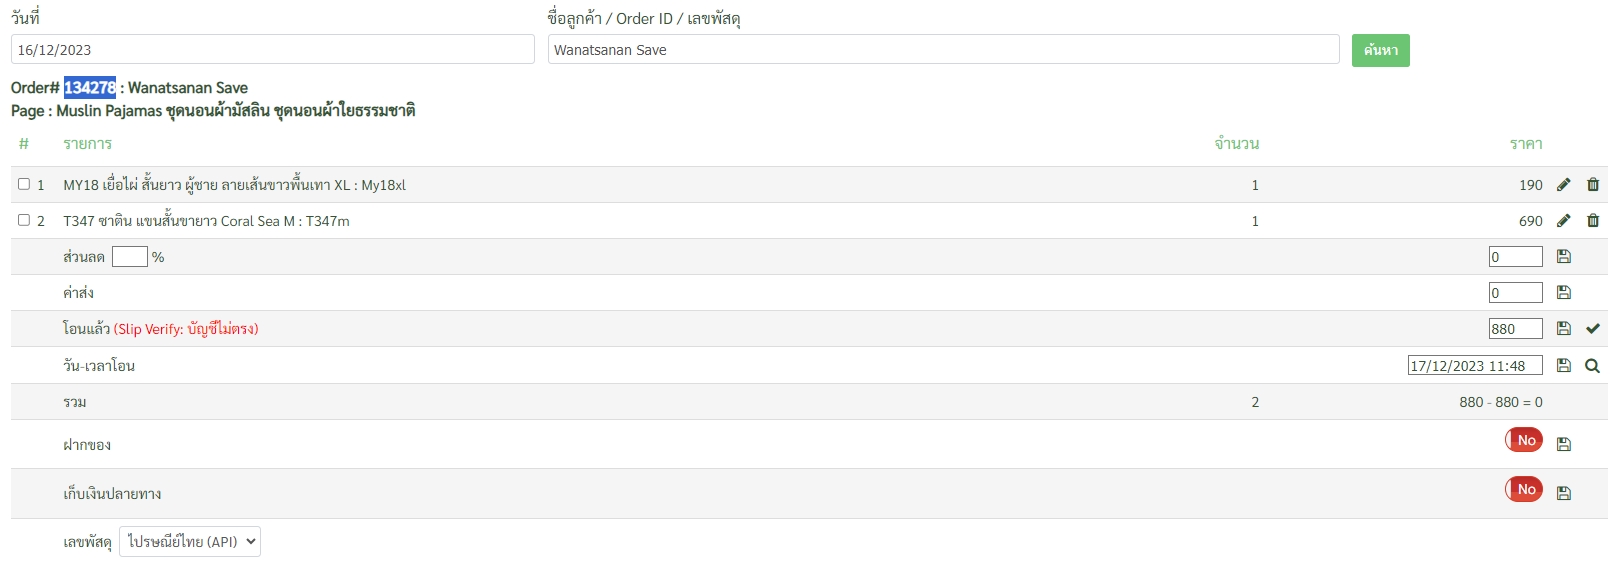 วันที่ ชื่อลูกค้า / Order ID / เลขพัสดุ
16/12/2023 Wanatsanan Save ค้นหา
Order# 134278 : Wanatsanan Save
Page : Muslin Pajamas ชุดนอนผ้ามัสลิน ชุดนอนผ้าใยธรรมชาติ
# รายการ จำนวน ราคา
1 MY18 เยื่อไผ่ สั้นยาว ผู้ชาย ลายเส้นขาวพื้นเทา XL : My18xl 1 190
2 T347 ซาติน แขนสั้นขายาว Coral Sea M : T347m 1 690
ส่วนลด % 0
ค่าส่ง 0
โอนแล้ว (Slip Verify: บัญชีไม่ตรง) 880
วัน-เวลาโอน 17/12/2023 11:48
รวม 2 880 - 880 = 0
ฝากของ No
เก็บเงินปลายทาง No
เลขพัสดุ ไปรษณีย์ไทย (API)